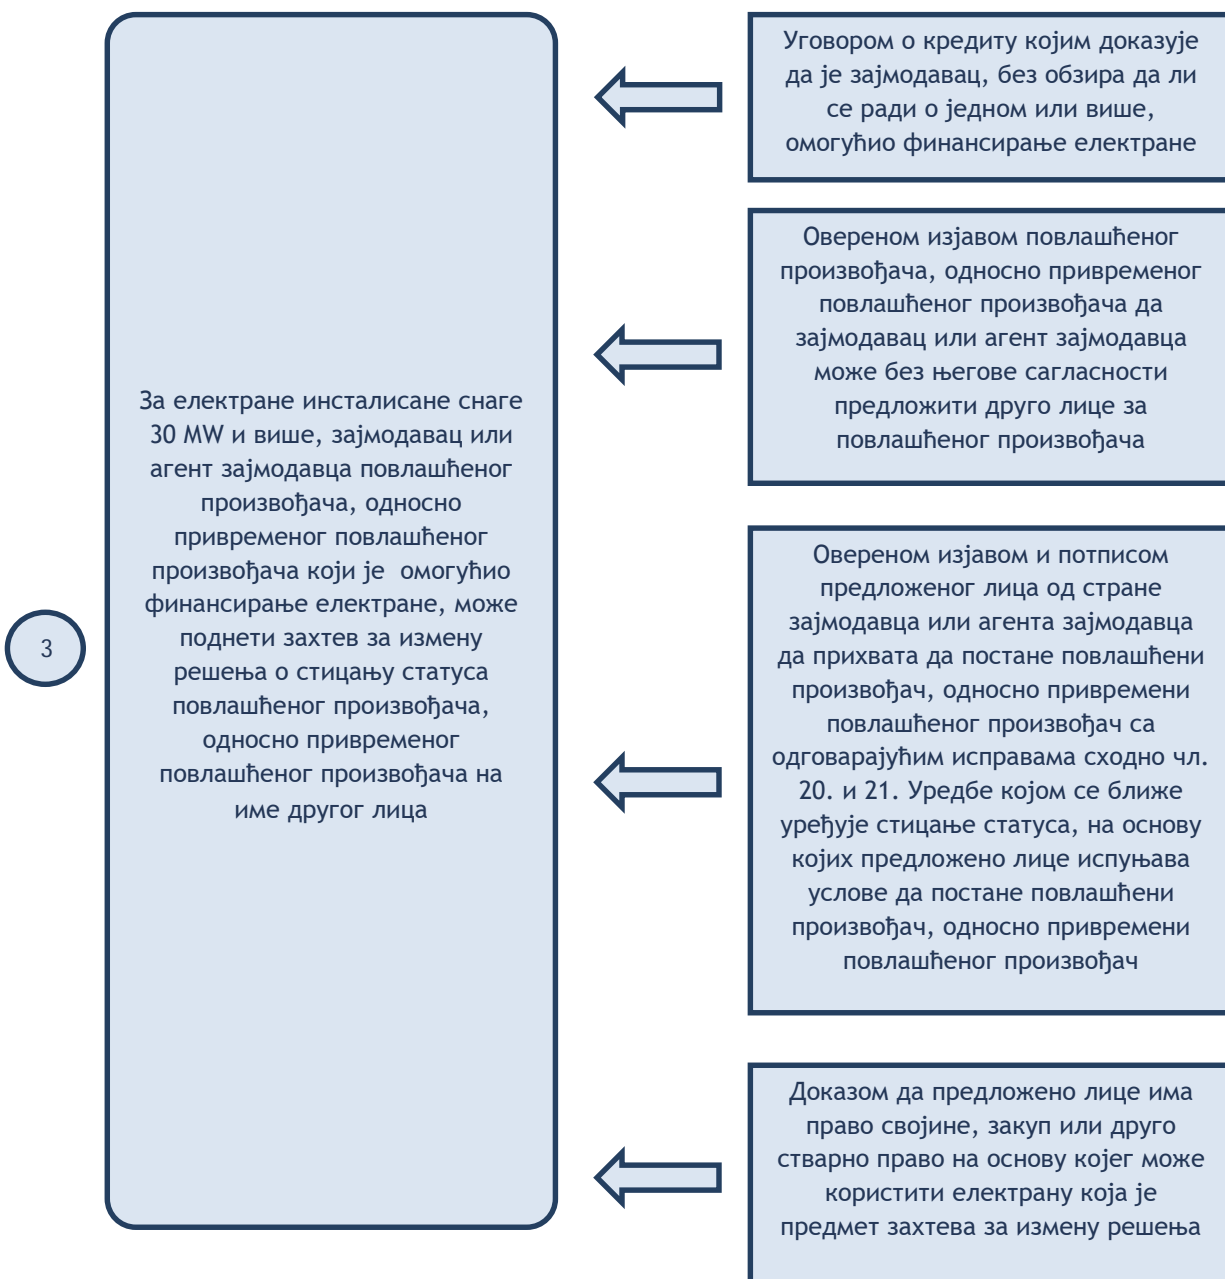 3
За електране инсталисане снаге
30 MW и више, зајмодавац или
агент зајмодавца повлашћеног
произвођача, односно
привременог повлашћеног
произвођача који је омогућио
финансирање електране, може
поднети захтев за измену
решења о стицању статуса
повлашћеног произвођача,
односно привременог
повлашћеног произвођача на
име другог лица
Уговором о кредиту којим доказује
да је зајмодавац, без обзира да ли
се ради о једном или више,
омогућио финансирање електране
Овереном изјавом повлашћеног
произвођача, односно привременог
повлашћеног произвођача да
зајмодавац или агент зајмодавца
може без његове сагласности
предложити друго лице за
повлашћеног произвођача
Овереном изјавом и потписом
предложеног лица од стране
зајмодавца или агента зајмодавца
да прихвата да постане повлашћени
произвођач, односно привремени
повлашћеног произвођач са
одговарајућим исправама сходно чл.
20. и 21. Уредбе којом се ближе
уређује стицање статуса, на основу
којих предложено лице испуњава
услове да постане повлашћени
произвођач, односно привремени
повлашћеног произвођач
Доказом да предложено лице има
право својине, закуп или друго
стварно право на основу којег може
користити електрану која је
предмет захтева за измену решења